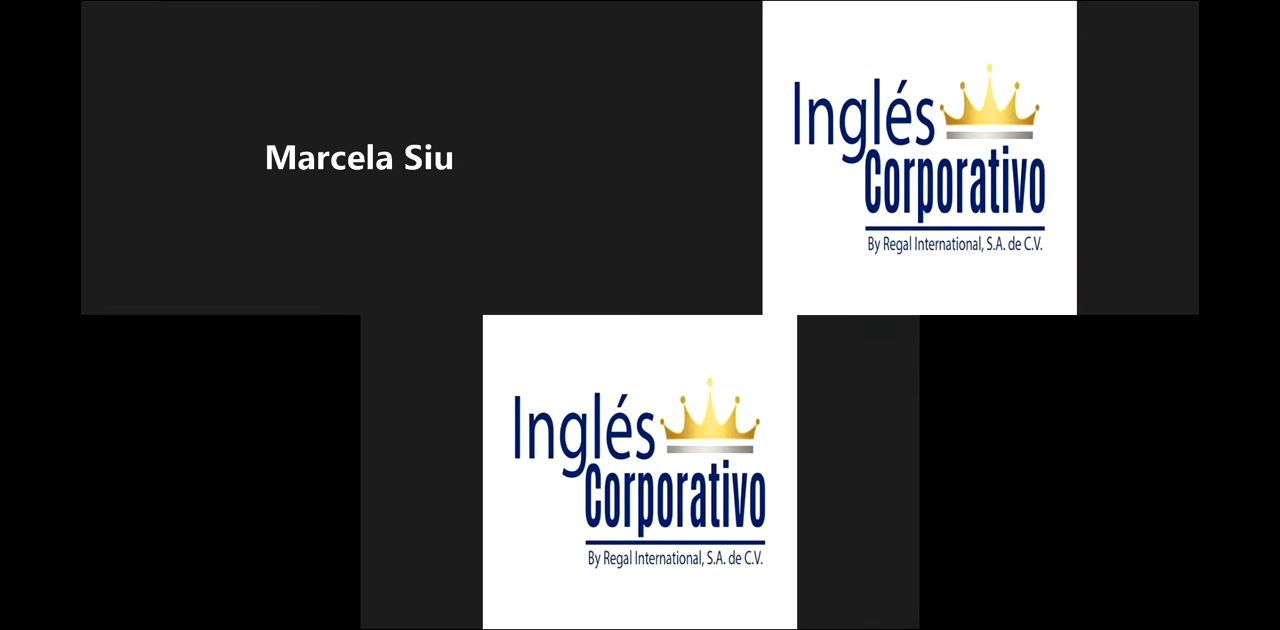 Marcela Siu
Inglés
Corporativo
By Regal International, S.A. de C.V.
Inglés
Corporativo
By Regal International, S.A. de C.V.